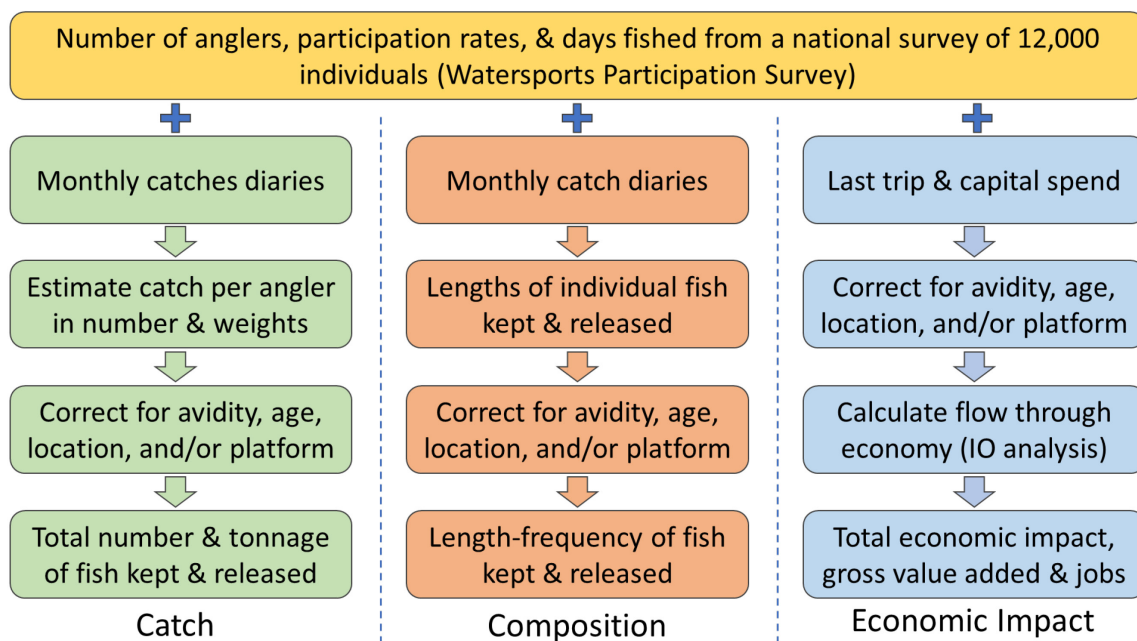 Number of anglers, participation rates, & days fished from a national survey of 12,000
individuals (Watersports Participation Survey)
Monthly catches diaries
Estimate catch per angler
in number & weights
Correct for avidity, age,
location, and/or platform
Total number & tonnage
of fish kept & released
Catch
Monthly catch diaries
Lengths of individual fish
kept & released
Correct for avidity, age,
location, and/or platform
Length-frequency of fish
kept & released
Composition
Last trip & capital spend
Correct for avidity, age,
location, and/or platform
Calculate flow through
economy (IO analysis)
Total economic impact,
gross value added & jobs
Economic Impact